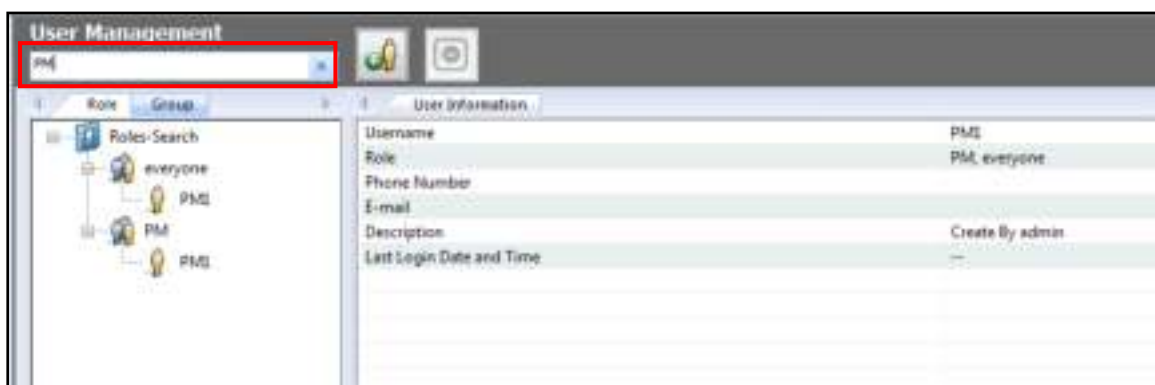 User Management
PM
Role Group
User Information
Roles-Search
everyone
PM1
PM
PM1
Username PM1
Role PM, everyone
Phone Number
E-mail
Description Create By admin
Last Login Date and Time ---